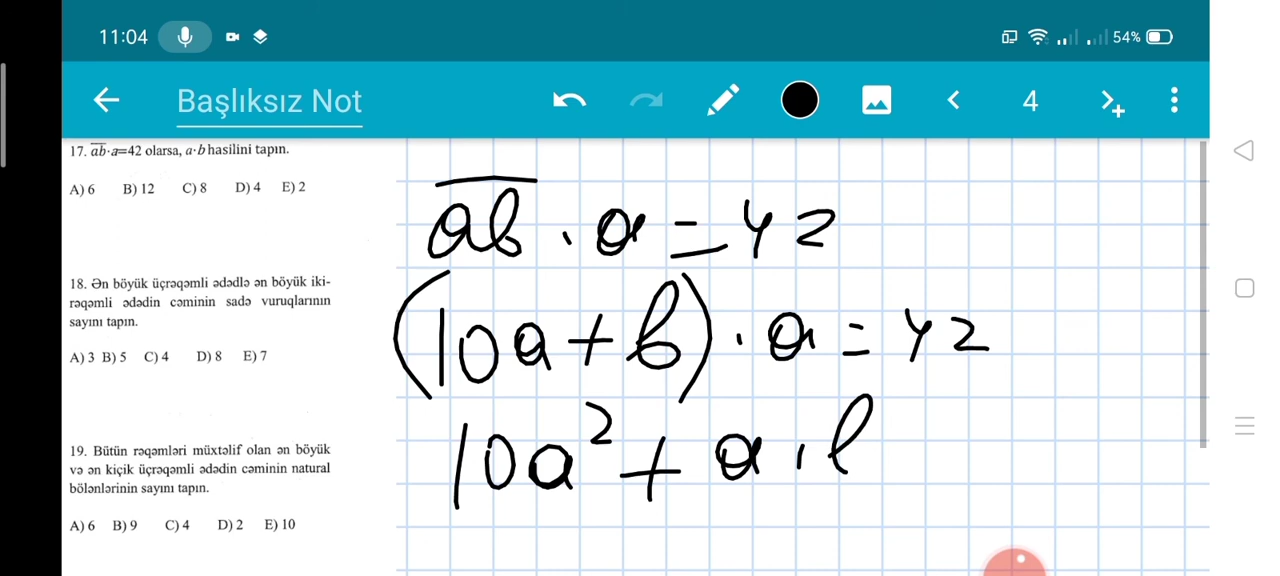 11:04 54%
Başlıksız Not 4
17. a̅b̅·a=42 olarsa, a·b hasilini tapın.
A) 6 B) 12 C) 8 D) 4 E) 2
18. Ən böyük üçrəqəmli ədədlə ən böyük iki-
rəqəmli ədədin cəminin sadə vuruqlarının
sayını tapın.
A) 3 B) 5 C) 4 D) 8 E) 7
19. Bütün rəqəmləri müxtəlif olan ən böyük
və ən kiçik üçrəqəmli ədədin cəminin natural
bölənlərinin sayını tapın.
A) 6 B) 9 C) 4 D) 2 E) 10
a̅b̅ · a = 42
(10a + b) · a = 42
10a² + a · b